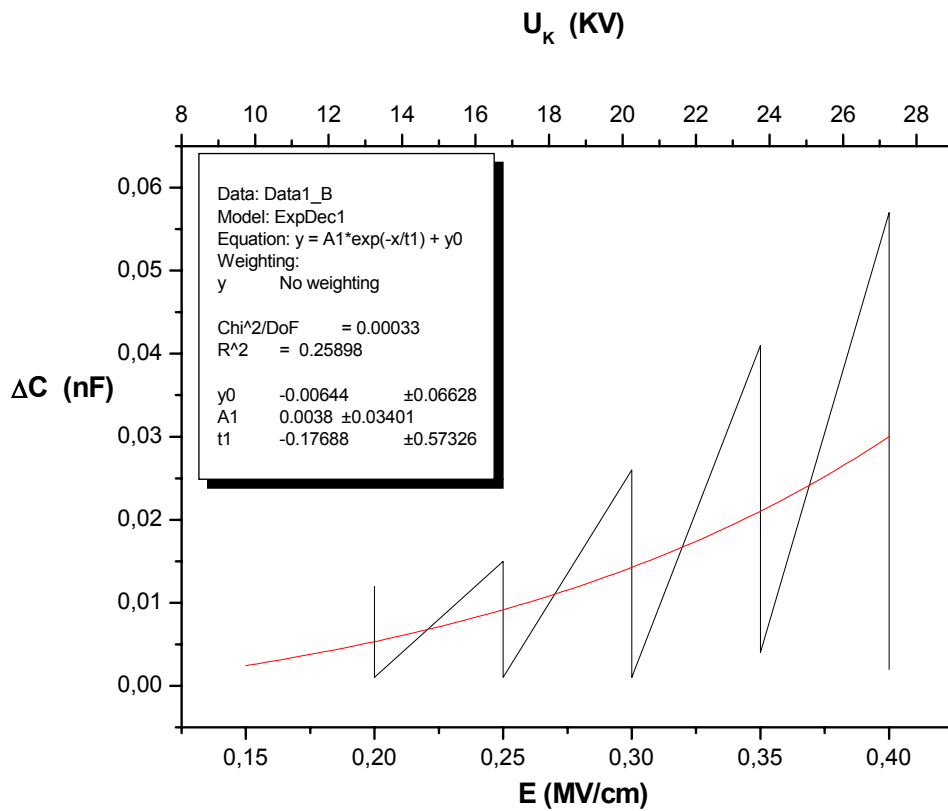 U_K (KV)
8 10 12 14 16 18 20 22 24 26 28
0,06
0,05
0,04
0,03
0,02
0,01
0,00
ΔC (nF)
Data: Data1_B
Model: ExpDec1
Equation: y = A1*exp(-x/t1) + y0
Weighting:
y No weighting
Chi^2/DoF = 0.00033
R^2 = 0.25898
y0 -0.00644 ±0.06628
A1 0.0038 ±0.03401
t1 -0.17688 ±0.57326
0,15 0,20 0,25 0,30 0,35 0,40
E (MV/cm)